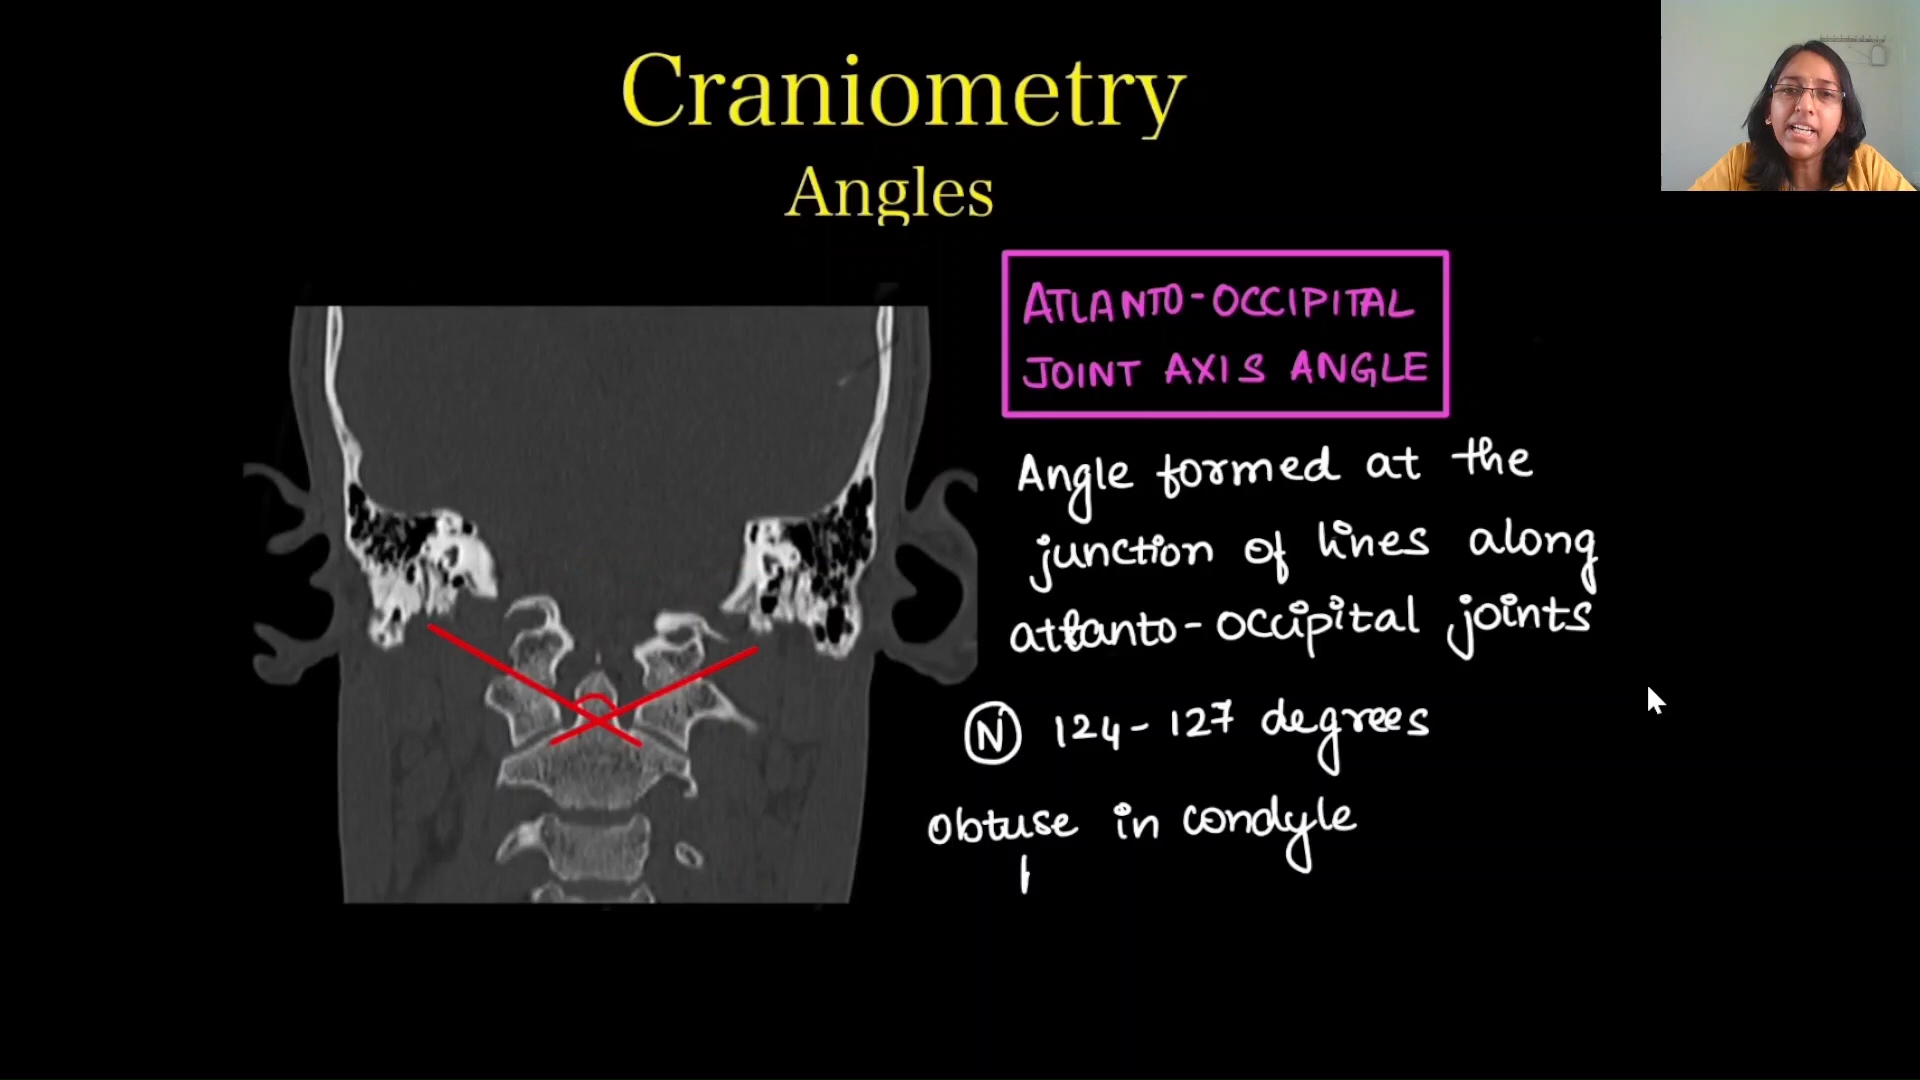 Craniometry
Angles
ATLANTO-OCCIPITAL
JOINT AXIS ANGLE
Angle formed at the
junction of lines along
atlanto-occipital joints
N 124-127 degrees
Obtuse in condyle